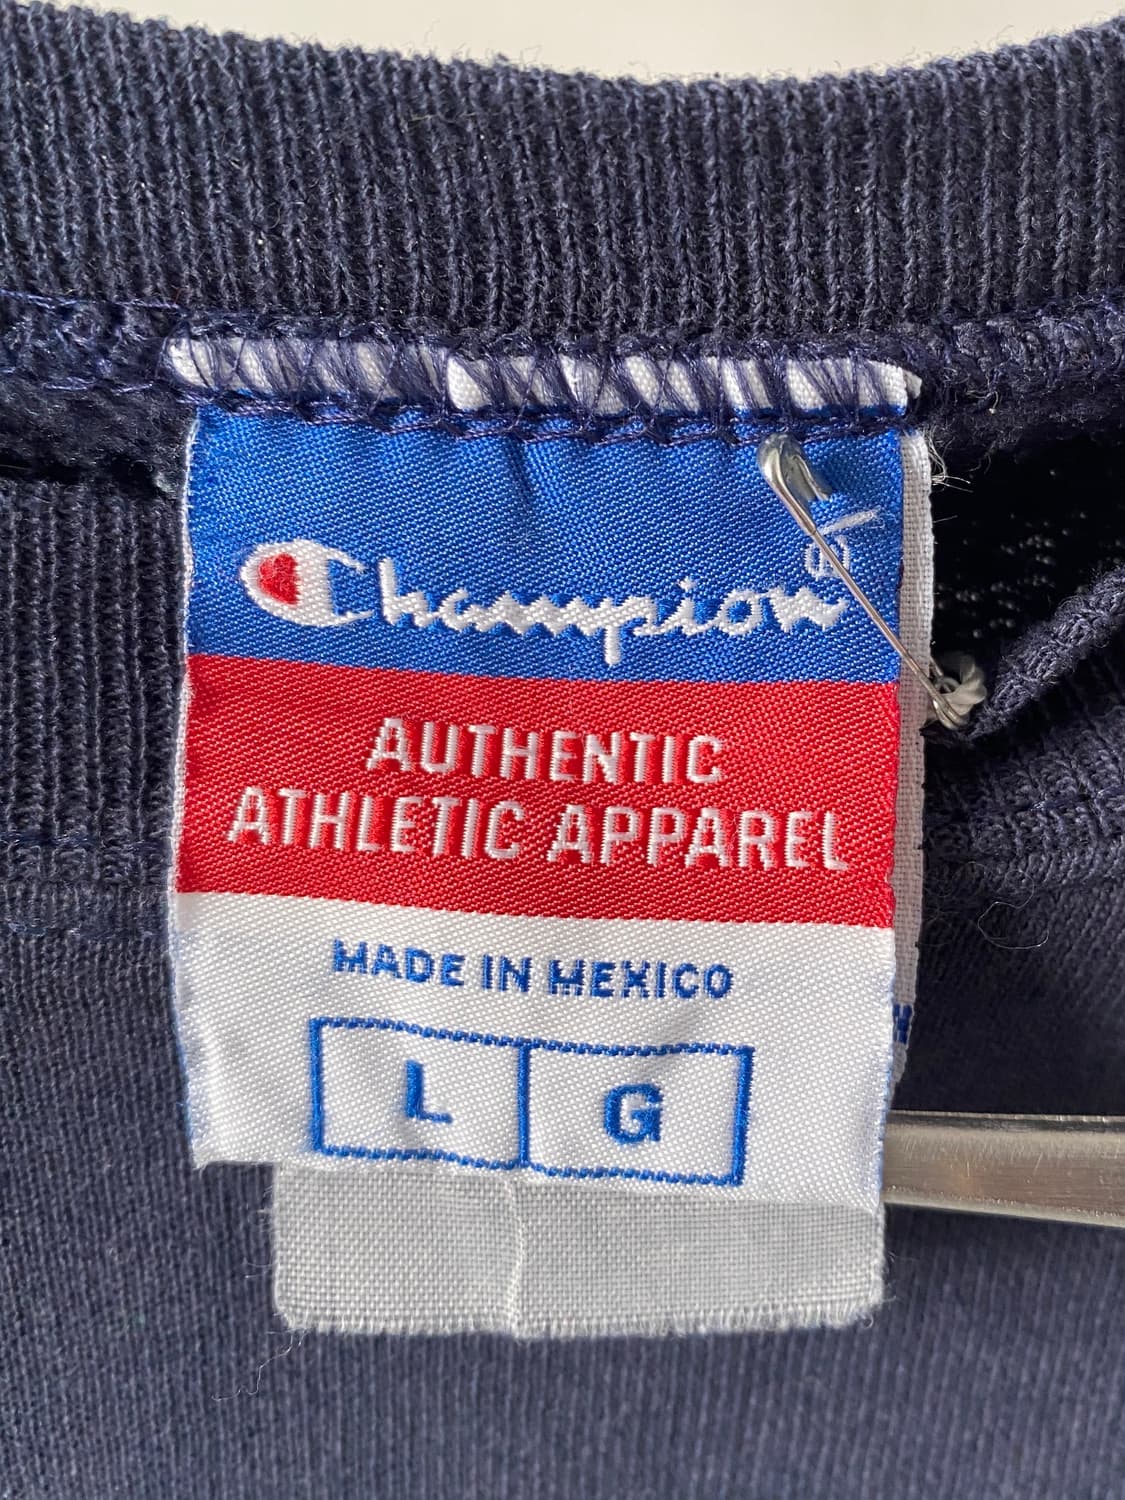 Champion®
AUTHENTIC
ATHLETIC APPAREL
MADE IN MEXICO
L G